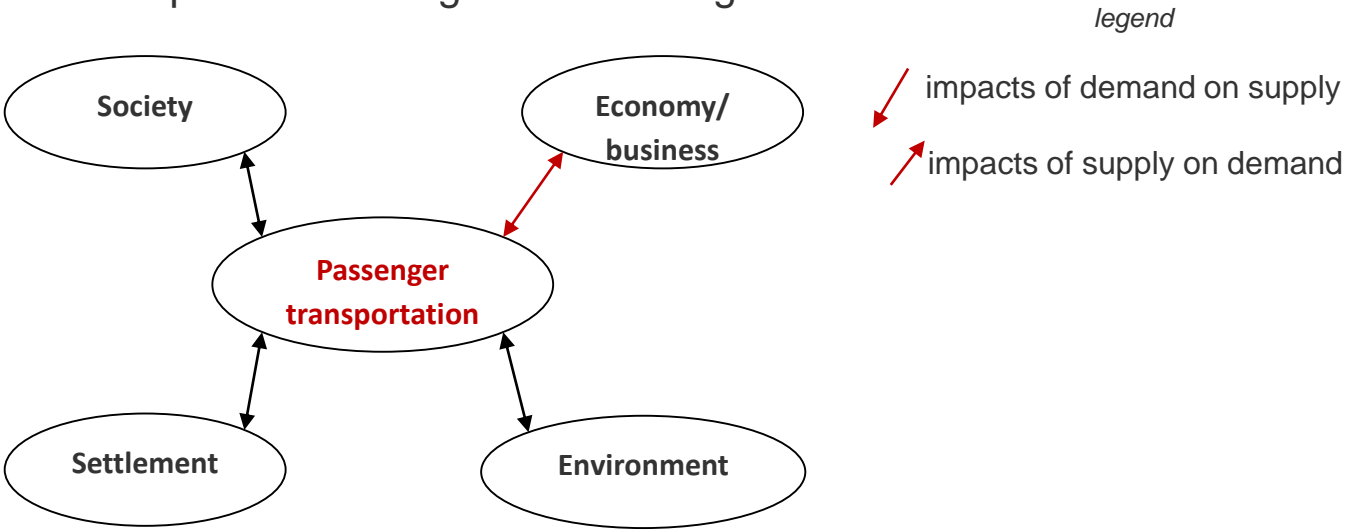 legend
Society
Economy/
business
impacts of demand on supply
impacts of supply on demand
Passenger
transportation
Settlement
Environment